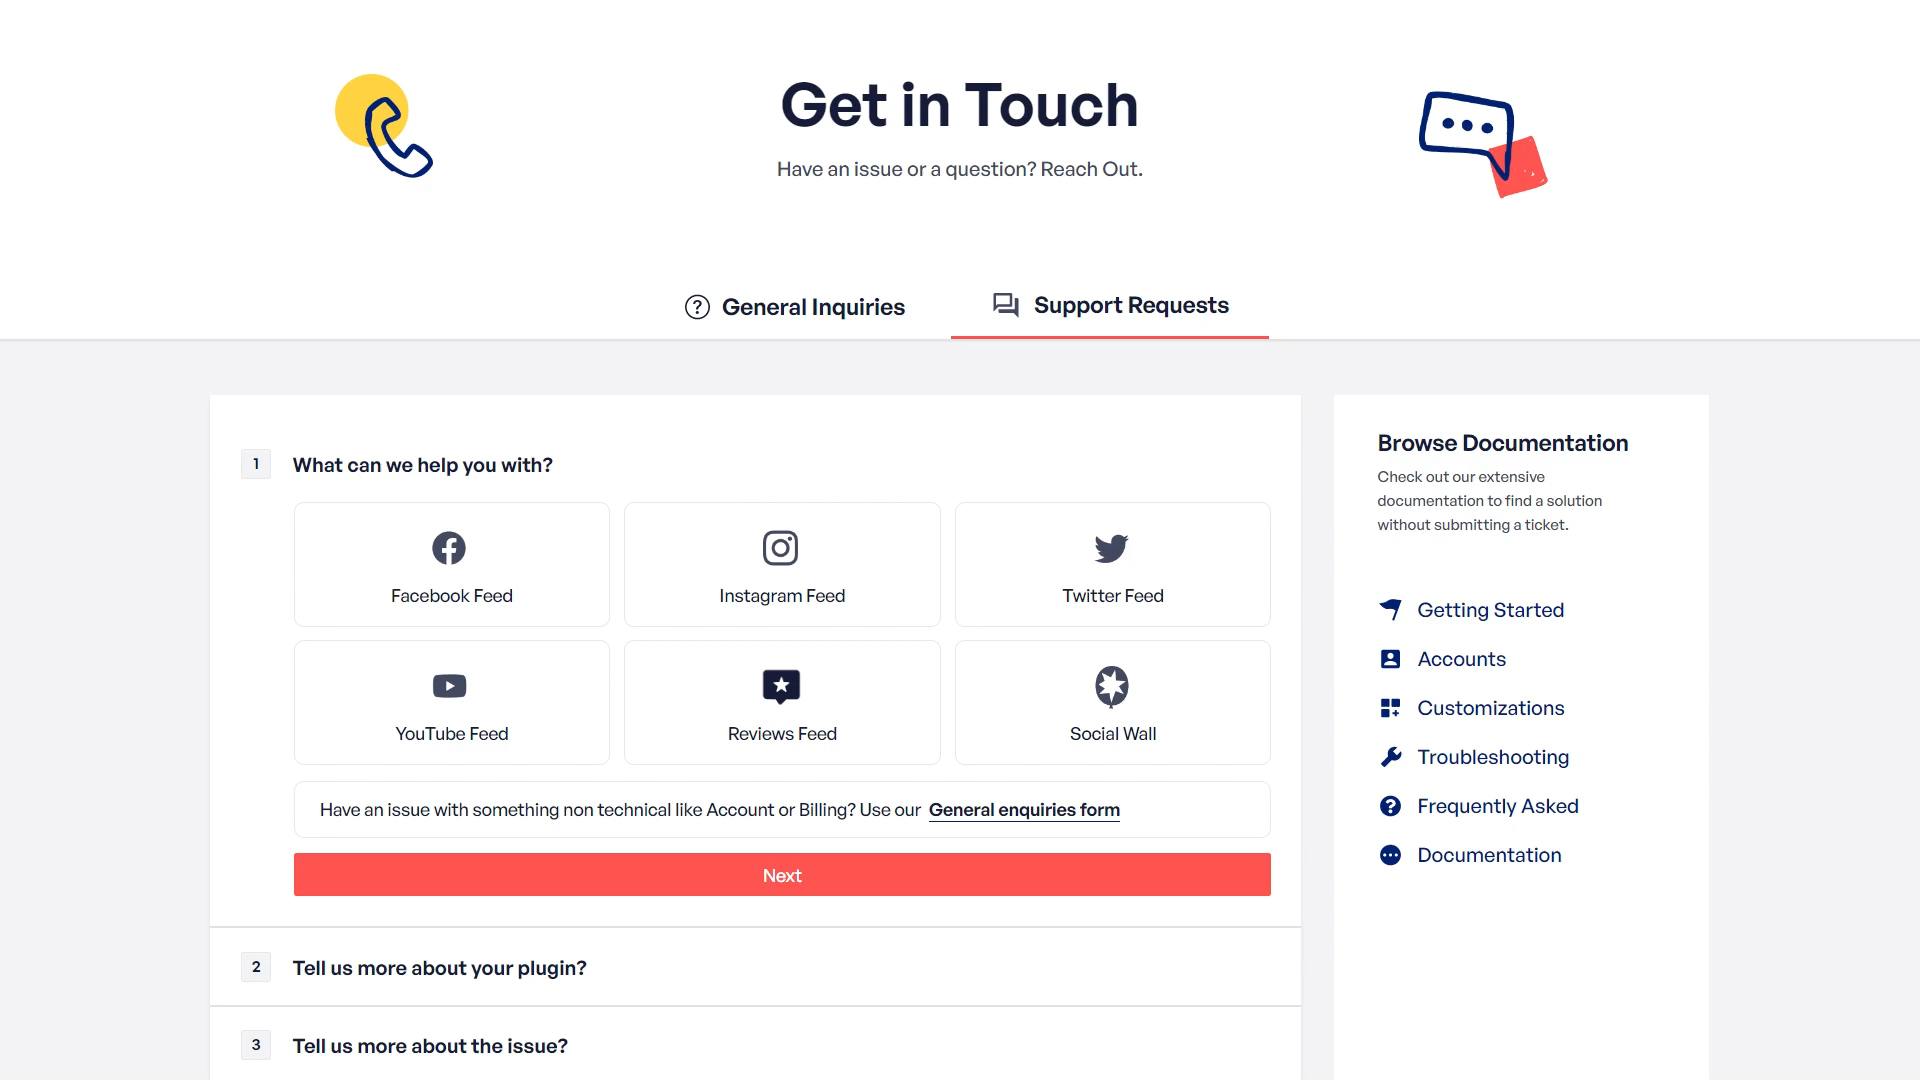 Get in Touch
Have an issue or a question? Reach Out.
General Inquiries
Support Requests
1
What can we help you with?
Facebook Feed
Instagram Feed
Twitter Feed
YouTube Feed
Reviews Feed
Social Wall
Have an issue with something non technical like Account or Billing? Use our General enquiries form
Next
2
Tell us more about your plugin?
3
Tell us more about the issue?
Browse Documentation
Check out our extensive
documentation to find a solution
without submitting a ticket.
Getting Started
Accounts
Customizations
Troubleshooting
Frequently Asked
Documentation